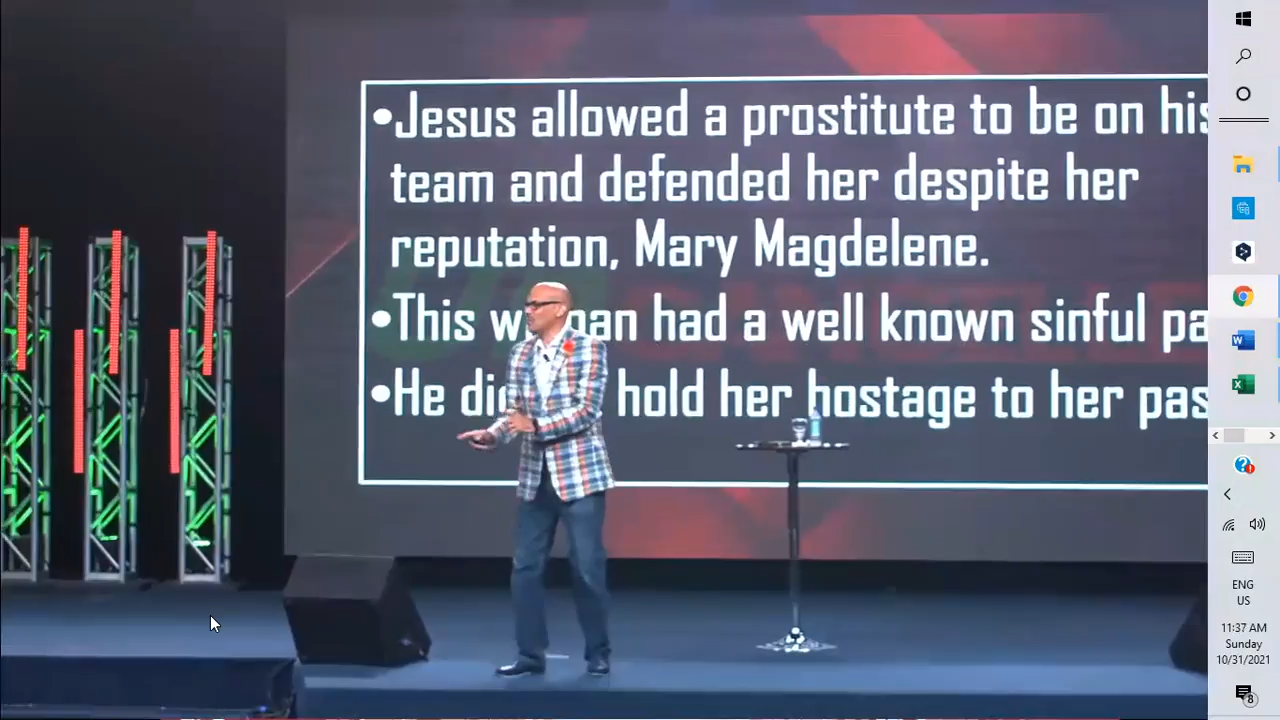 •Jesus allowed a prostitute to be on his
team and defended her despite her
reputation, Mary Magdelene.
•This w an had a well known sinful pa
•He di hold her hostage to her pas
ENG
US
11:37 AM
Sunday
10/31/2021
8